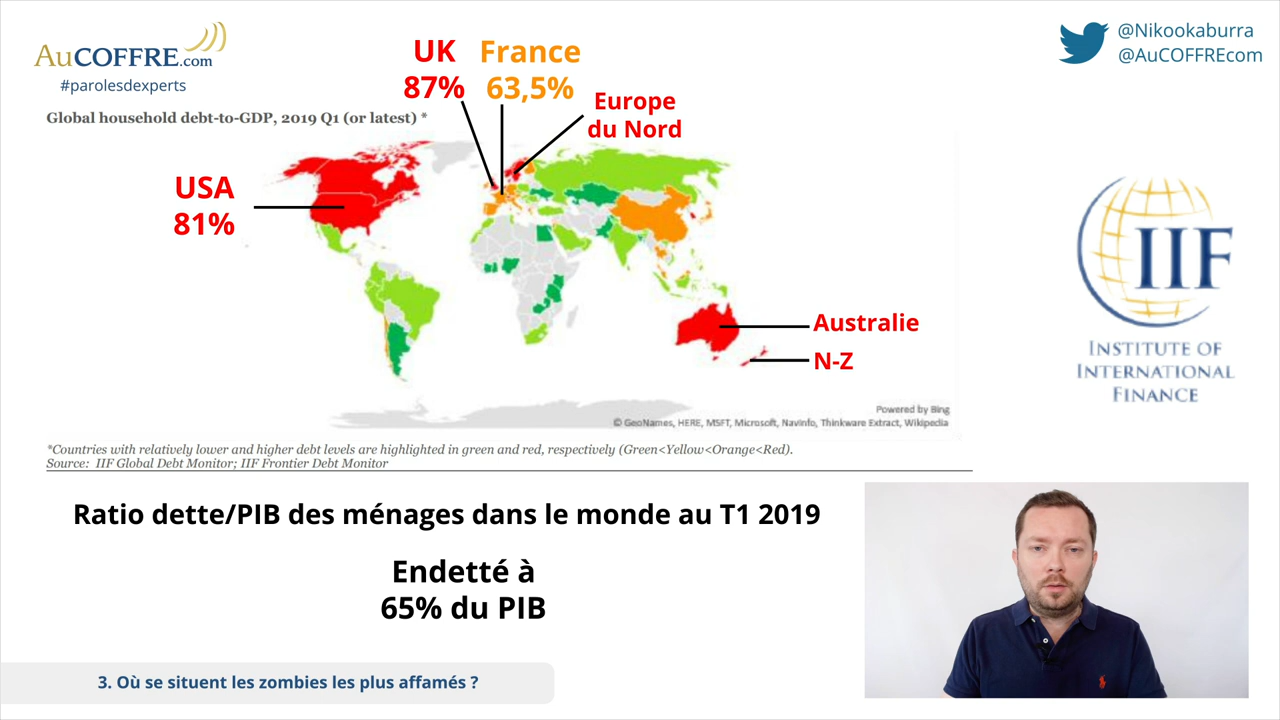 AuCOFFRE.com
#parolesdexperts
UK
87%
France
63,5%
Europe
du Nord
@Nikookaburra
@AuCOFFREcom
Global household debt-to-GDP, 2019 Q1 (or latest) *
USA
81%
Australie
N-Z
Powered by Bing
© GeoNames, HERE, MSFT, Microsoft, NavInfo, Thinkware Extract, Wikipedia
IIF
INSTITUTE OF
INTERNATIONAL
FINANCE
*Countries with relatively lower and higher debt levels are highlighted in green and red, respectively (Green<Yellow<Orange<Red).
Source: IIF Global Debt Monitor; IIF Frontier Debt Monitor
Ratio dette/PIB des ménages dans le monde au T1 2019
Endetté à
65% du PIB
3. Où se situent les zombies les plus affamés ?